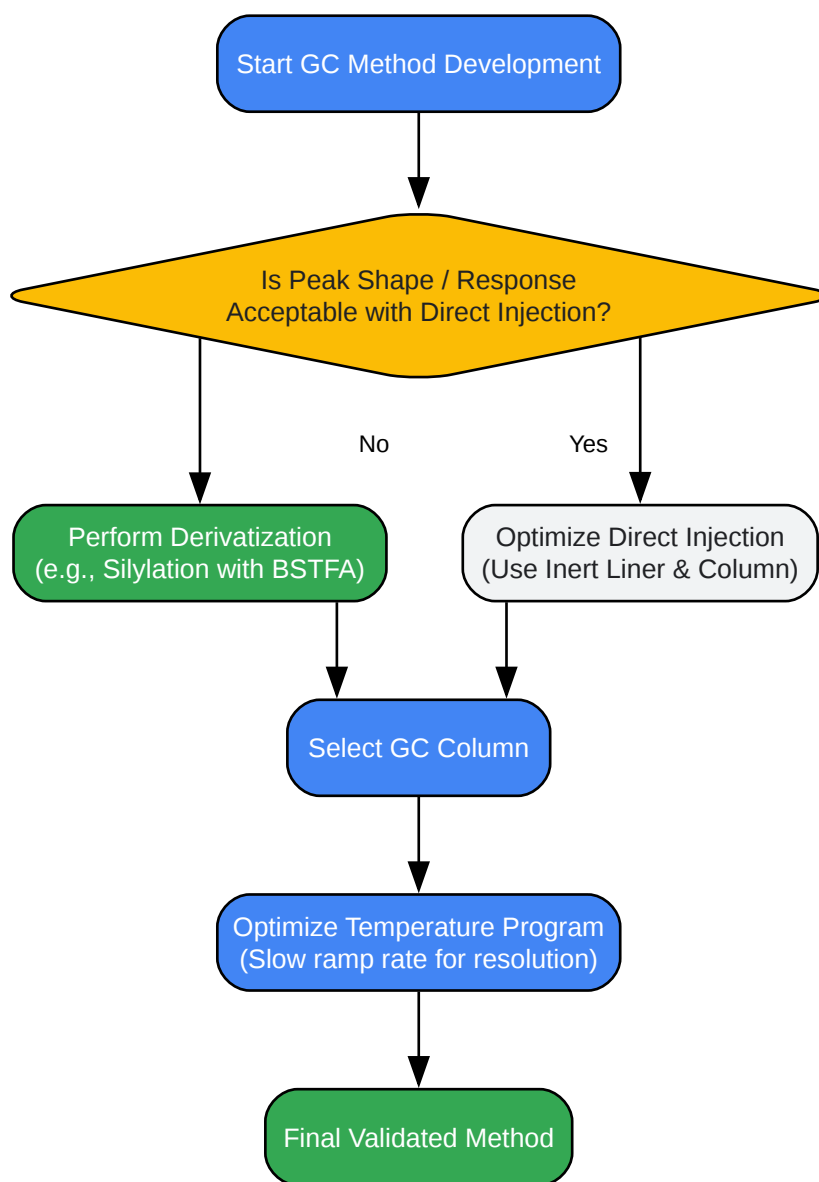 Start GC Method Development
Is Peak Shape / Response
Acceptable with Direct Injection?
No
Yes
Perform Derivatization
(e.g., Silylation with BSTFA)
Optimize Direct Injection
(Use Inert Liner & Column)
Select GC Column
Optimize Temperature Program
(Slow ramp rate for resolution)
Final Validated Method